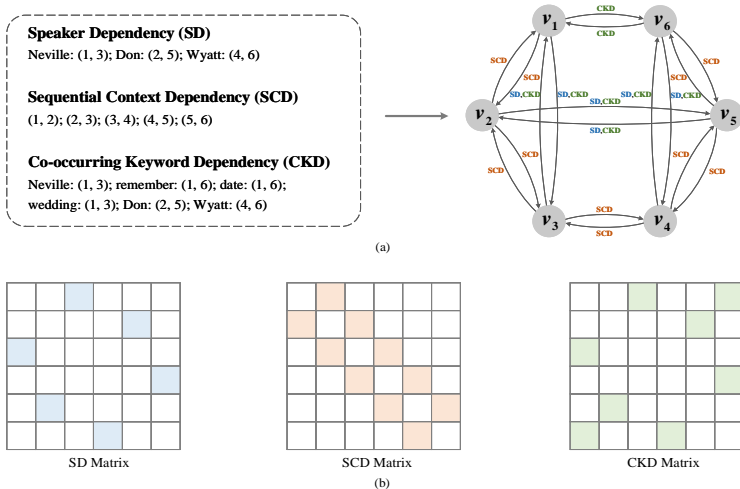 Speaker Dependency (SD)
Neville: (1, 3); Don: (2, 5); Wyatt: (4, 6)
Sequential Context Dependency (SCD)
(1, 2); (2, 3); (3, 4); (4, 5); (5, 6)
Co-occurring Keyword Dependency (CKD)
Neville: (1, 3); remember: (1, 6); date: (1, 6);
wedding: (1, 3); Don: (2, 5); Wyatt: (4, 6)
CKD
v1 v6
CKD
SCD SCD
SCD SCD
SD,CKD SD,CKD SD,CKD SD,CKD
SD,CKD
v2 v5
SD,CKD
SCD SCD
SCD SCD
SCD
v3 v4
SCD
(a)
SD Matrix SCD Matrix CKD Matrix
(b)